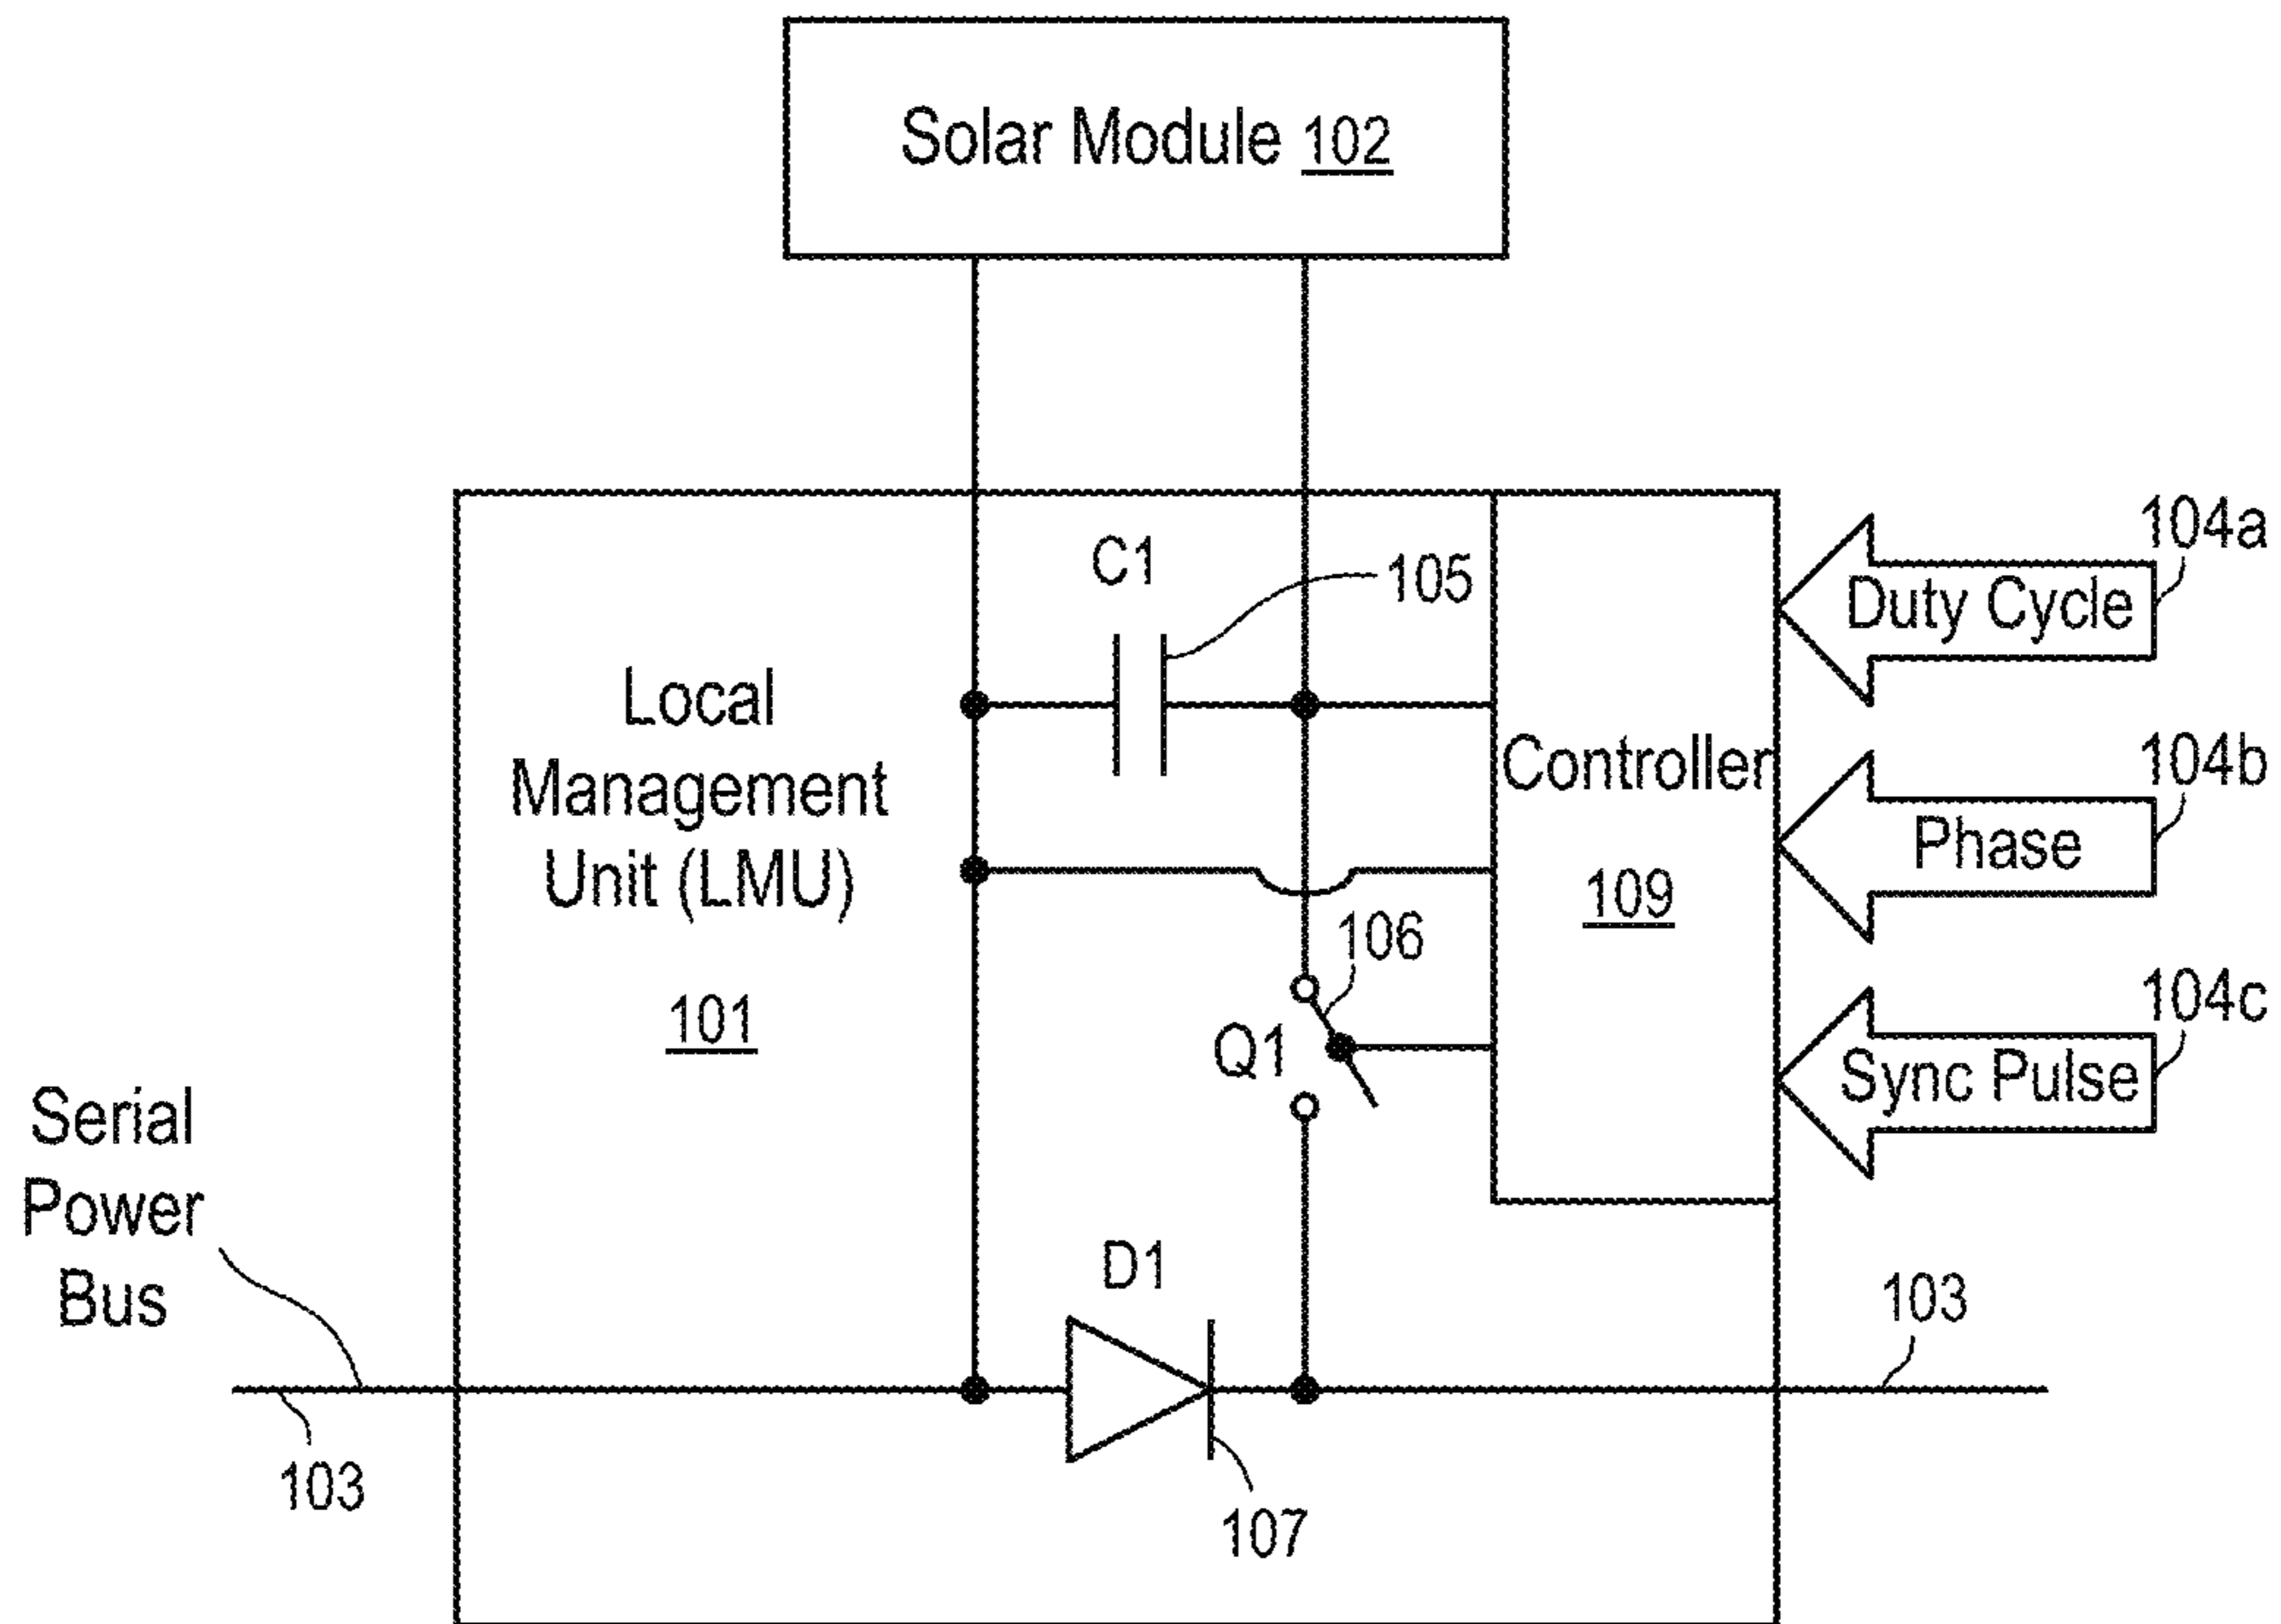 Solar Module 102
C1
105
Local
Management
Unit (LMU)
101
Controller
109
104a
Duty Cycle
104b
Phase
104c
Sync Pulse
106
Q1
Serial
Power
Bus
103
D1
107
103